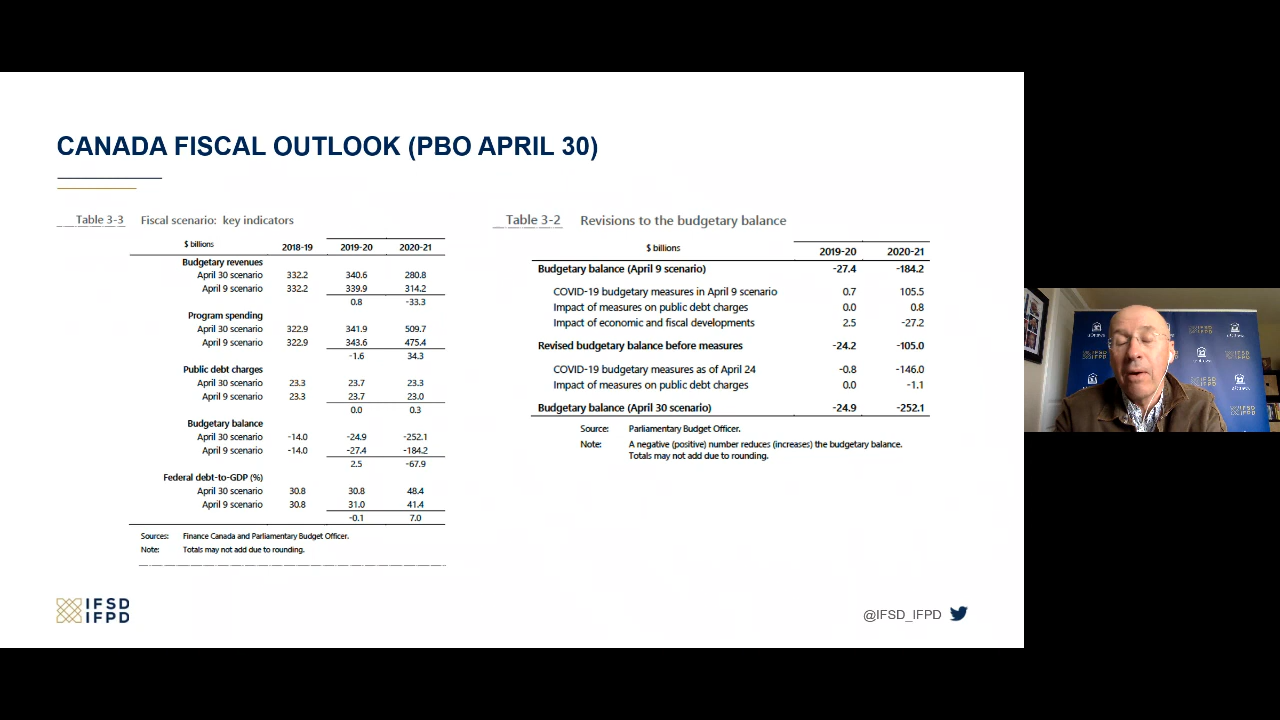 CANADA FISCAL OUTLOOK (PBO APRIL 30)
Table 3-3 Fiscal scenario: key indicators
$ billions 2018-19 2019-20 2020-21
Budgetary revenues
April 30 scenario 332.2 340.6 280.8
April 9 scenario 332.2 339.9 314.2
0.8 -33.3
Program spending
April 30 scenario 322.9 341.9 509.7
April 9 scenario 322.9 343.6 475.4
-1.6 34.3
Public debt charges
April 30 scenario 23.3 23.7 23.3
April 9 scenario 23.3 23.7 23.0
0.0 0.3
Budgetary balance
April 30 scenario -14.0 -24.9 -252.1
April 9 scenario -14.0 -27.4 -184.2
2.5 -67.9
Federal debt-to-GDP (%)
April 30 scenario 30.8 30.8 48.4
April 9 scenario 30.8 31.0 41.4
-0.1 7.0
Sources: Finance Canada and Parliamentary Budget Officer.
Note: Totals may not add due to rounding.
Table 3-2 Revisions to the budgetary balance
$ billions 2019-20 2020-21
Budgetary balance (April 9 scenario) -27.4 -184.2
COVID-19 budgetary measures in April 9 scenario 0.7 105.5
Impact of measures on public debt charges 0.0 0.8
Impact of economic and fiscal developments 2.5 -27.2
Revised budgetary balance before measures -24.2 -105.0
COVID-19 budgetary measures as of April 24 -0.8 -146.0
Impact of measures on public debt charges 0.0 -1.1
Budgetary balance (April 30 scenario) -24.9 -252.1
Source: Parliamentary Budget Officer.
Note: A negative (positive) number reduces (increases) the budgetary balance.
Totals may not add due to rounding.
IFSD
IFPD
@IFSD_IFPD